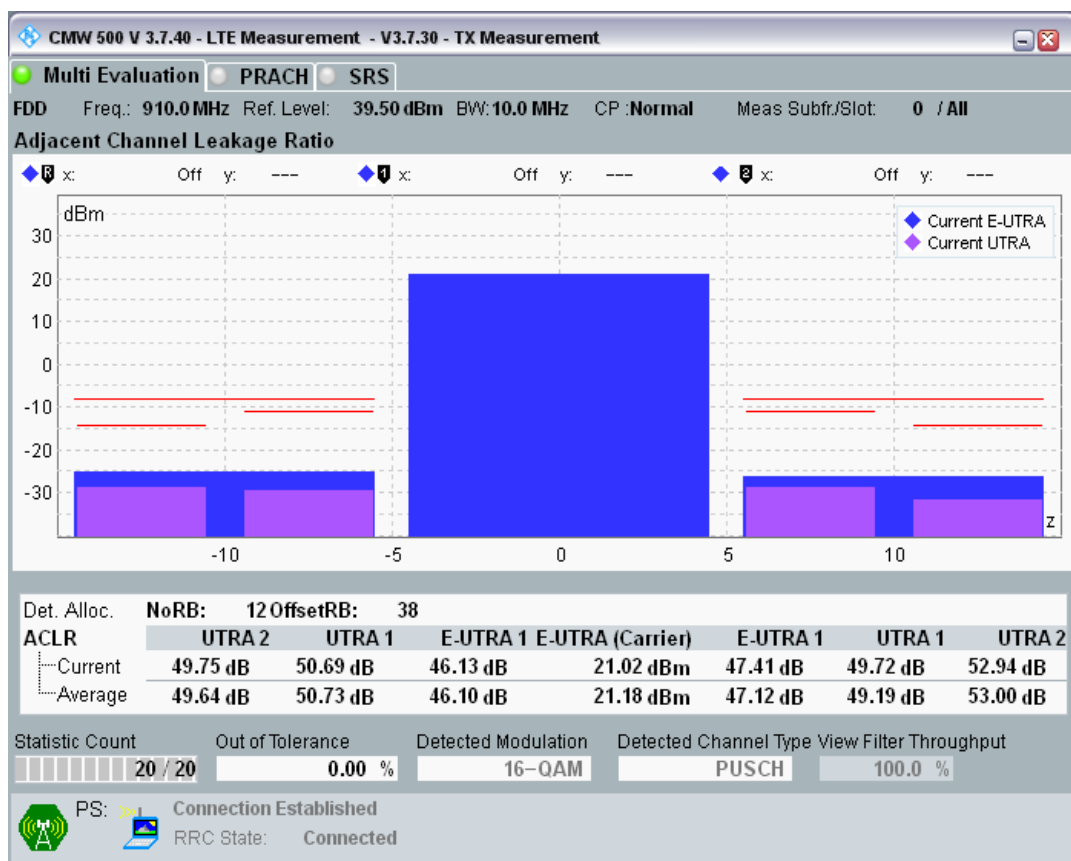 CMW 500 V 3.7.40 - LTE Measurement - V3.7.30 - TX Measurement
Multi Evaluation PRACH SRS
FDD Freq.: 910.0 MHz Ref. Level: 39.50 dBm BW: 10.0 MHz CP :Normal Meas Subfr./Slot: 0 / All
Adjacent Channel Leakage Ratio
R x: Off y: --- 1 x: Off y: --- 2 x: Off y: ---
dBm
Current E-UTRA
Current UTRA
30
20
10
0
-10
-20
-30
z
-10 -5 0 5 10
Det. Alloc. NoRB: 12 OffsetRB: 38
ACLR UTRA 2 UTRA 1 E-UTRA 1 E-UTRA (Carrier) E-UTRA 1 UTRA 1 UTRA 2
Current 49.75 dB 50.69 dB 46.13 dB 21.02 dBm 47.41 dB 49.72 dB 52.94 dB
Average 49.64 dB 50.73 dB 46.10 dB 21.18 dBm 47.12 dB 49.19 dB 53.00 dB
Statistic Count Out of Tolerance Detected Modulation Detected Channel Type View Filter Throughput
20 / 20 0.00 % 16-QAM PUSCH 100.0 %
PS: Connection Established
RRC State: Connected